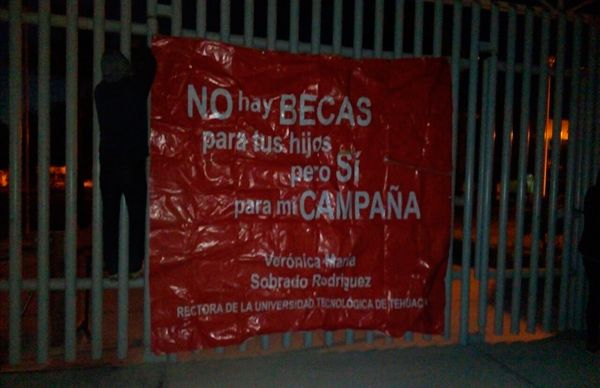 NO hay BECAS
para tus hijos
pero SÍ
para mi CAMPAÑA
Verónica María
Sobrado Rodríguez
RECTORA DE LA UNIVERSIDAD TECNOLÓGICA DE TEHUACÁN